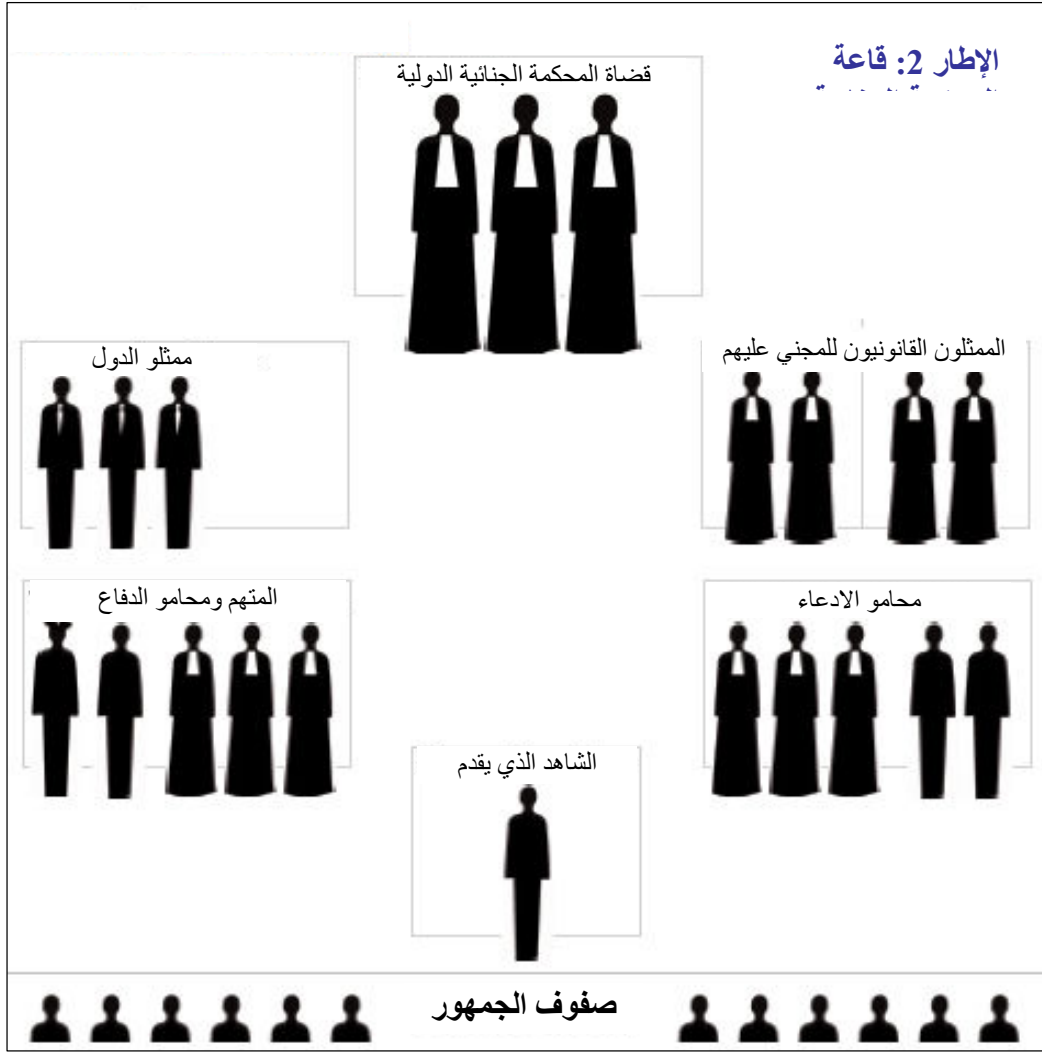 الإطار 2: قاعة
قضاة المحكمة الجنائية الدولية
الممثلون القانونيون للمجني عليهم
ممثلو الدول
محامو الادعاء
المتهم ومحامو الدفاع
الشاهد الذي يقدم
صفوف الجمهور